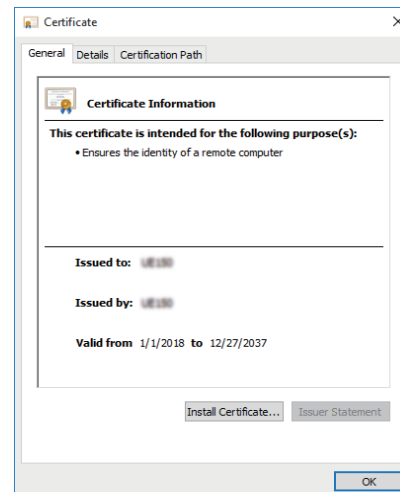 Certificate
General Details Certification Path
Certificate Information
This certificate is intended for the following purpose(s):
• Ensures the identity of a remote computer
Issued to:
Issued by:
Valid from 1/1/2018 to 12/27/2037
Install Certificate... Issuer Statement
OK